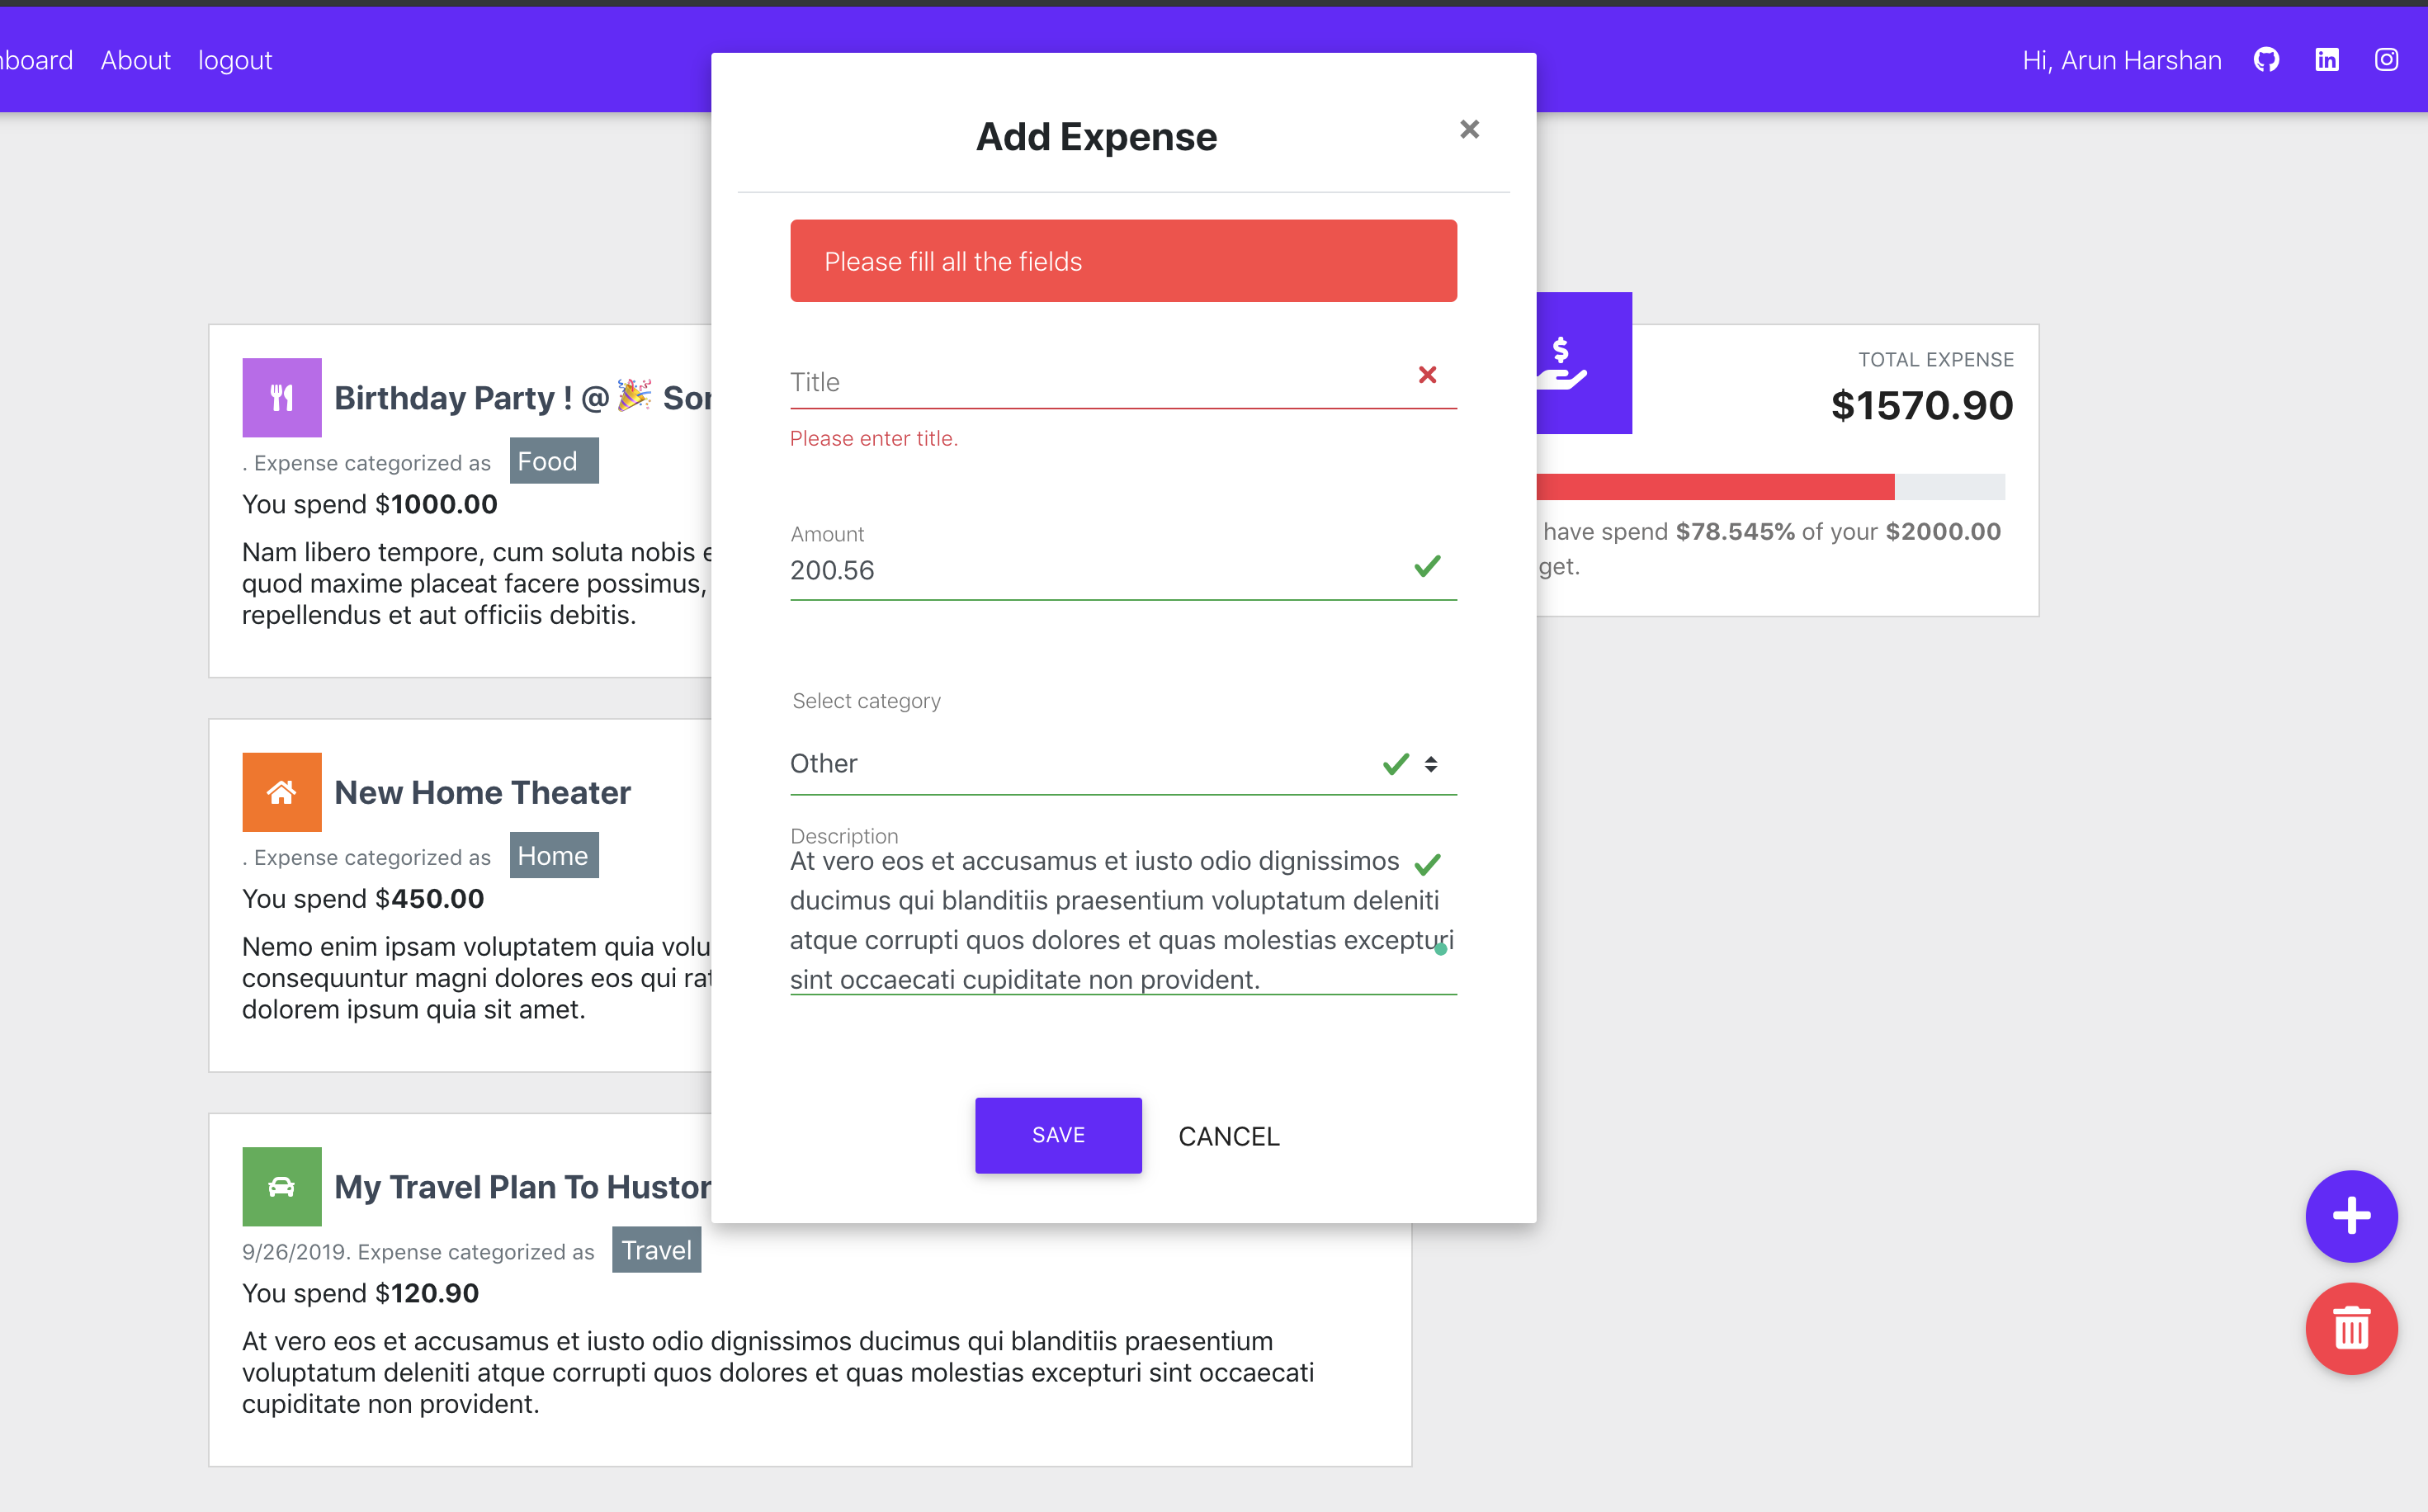 About
logout
Hi, Arun Harshan
Add Expense
Please fill all the fields
Title
Please enter title.
Amount
200.56
Select category
Other
Description
At vero eos et accusamus et iusto odio dignissimos
ducimus qui blanditiis praesentium voluptatum deleniti
atque corrupti quos dolores et quas molestias excepturi
sint occaecati cupiditate non provident.
SAVE
CANCEL
Birthday Party ! @🎉
. Expense categorized as Food
You spend $1000.00
Nam libero tempore, cum soluta nobis
quod maxime placeat facere possimus,
repellendus et aut officiis debitis.
New Home Theater
. Expense categorized as Home
You spend $450.00
Nemo enim ipsam voluptatem quia
consequuntur magni dolores eos qui
dolorem ipsum quia sit amet.
My Travel Plan To Huston
9/26/2019. Expense categorized as Travel
You spend $120.90
At vero eos et accusamus et iusto odio dignissimos ducimus qui blanditiis praesentium
voluptatum deleniti atque corrupti quos dolores et quas molestias excepturi sint occaecati
cupiditate non provident.
TOTAL EXPENSE
$1570.90
have spend $78.545% of your $2000.00
get.